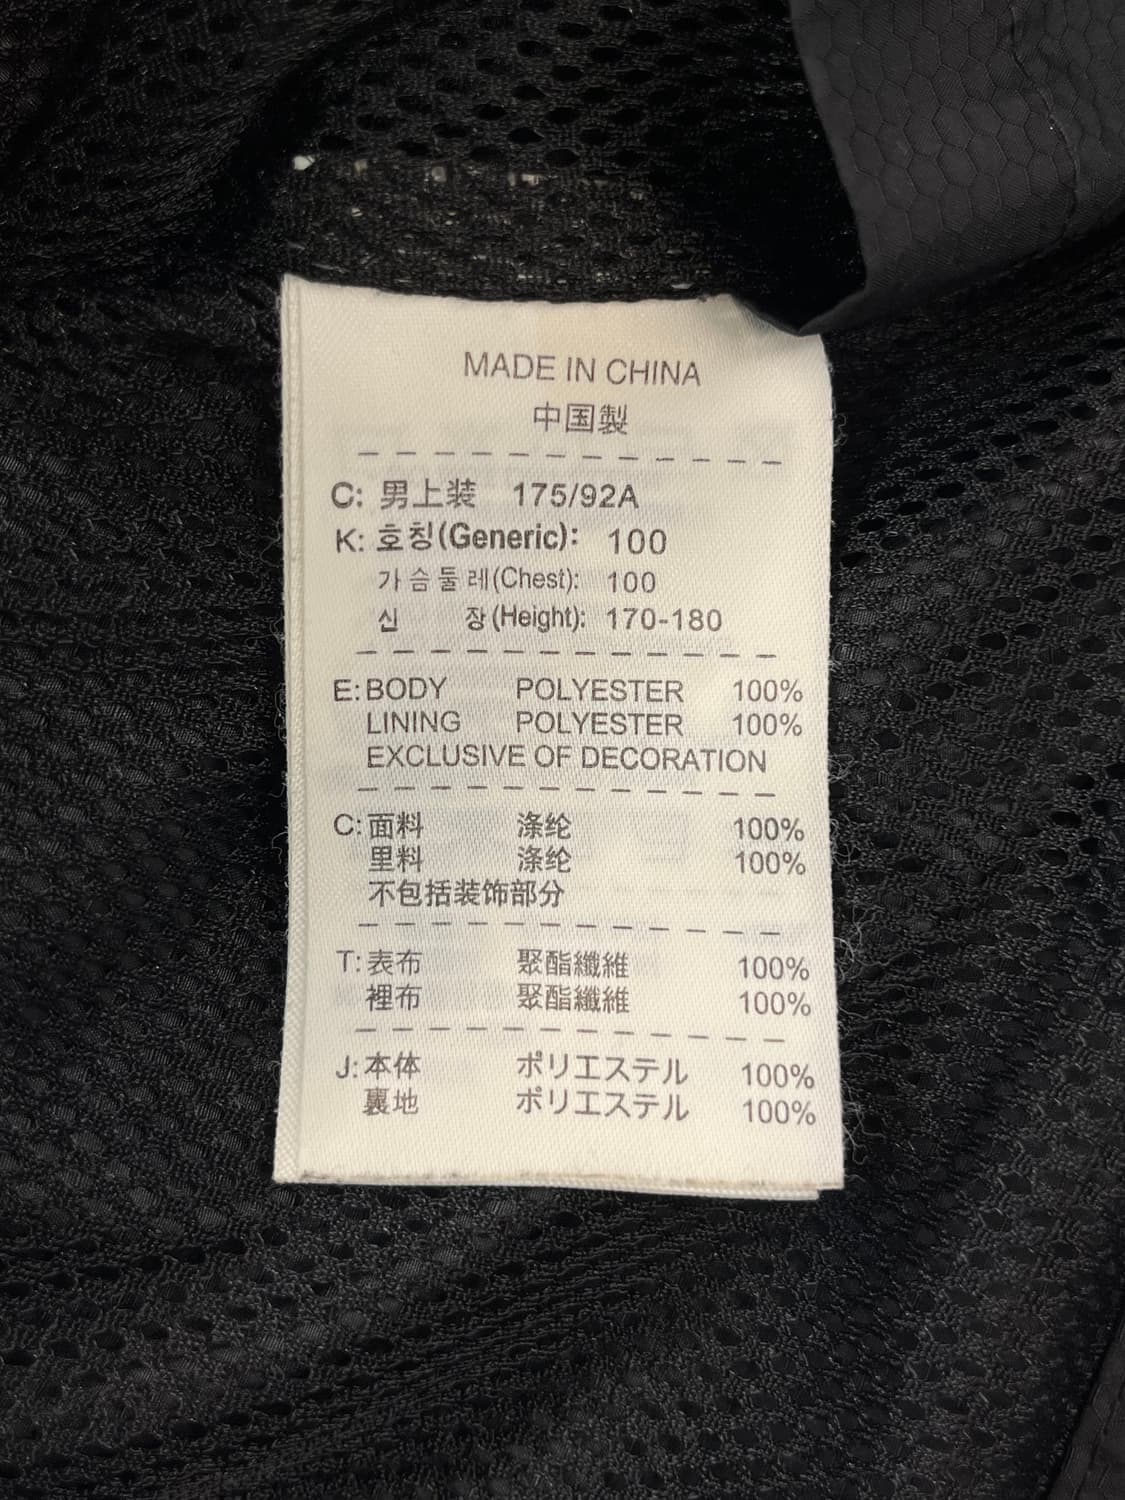 MADE IN CHINA
中国製
C: 男上装 175/92A
K: 호칭(Generic): 100
가슴둘레(Chest): 100
신 장(Height): 170-180
E: BODY POLYESTER 100%
LINING POLYESTER 100%
EXCLUSIVE OF DECORATION
C: 面料 涤纶 100%
里料 涤纶 100%
不包括装饰部分
T: 表布 聚酯纖維 100%
裡布 聚酯纖維 100%
J: 本体 ポリエステル 100%
裏地 ポリエステル 100%